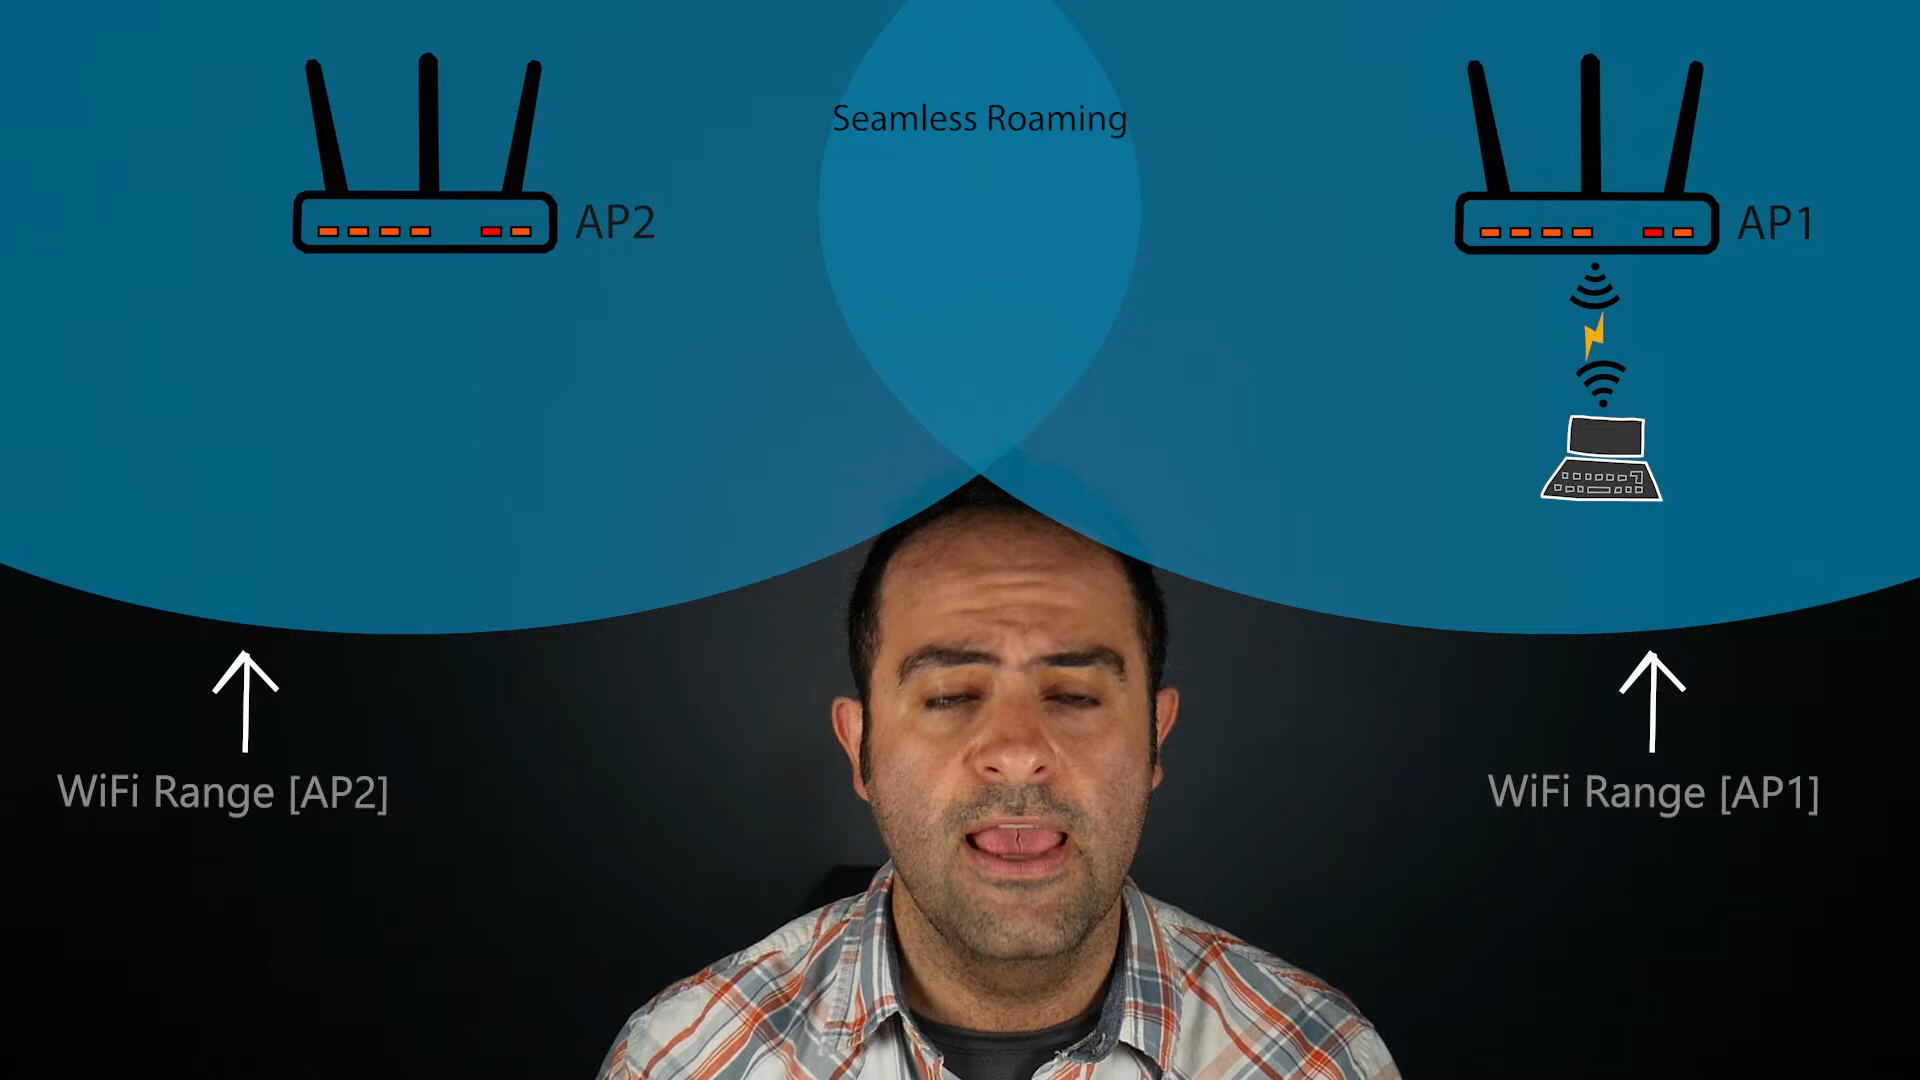 Seamless Roaming
AP2
AP1
WiFi Range [AP2]
WiFi Range [AP1]